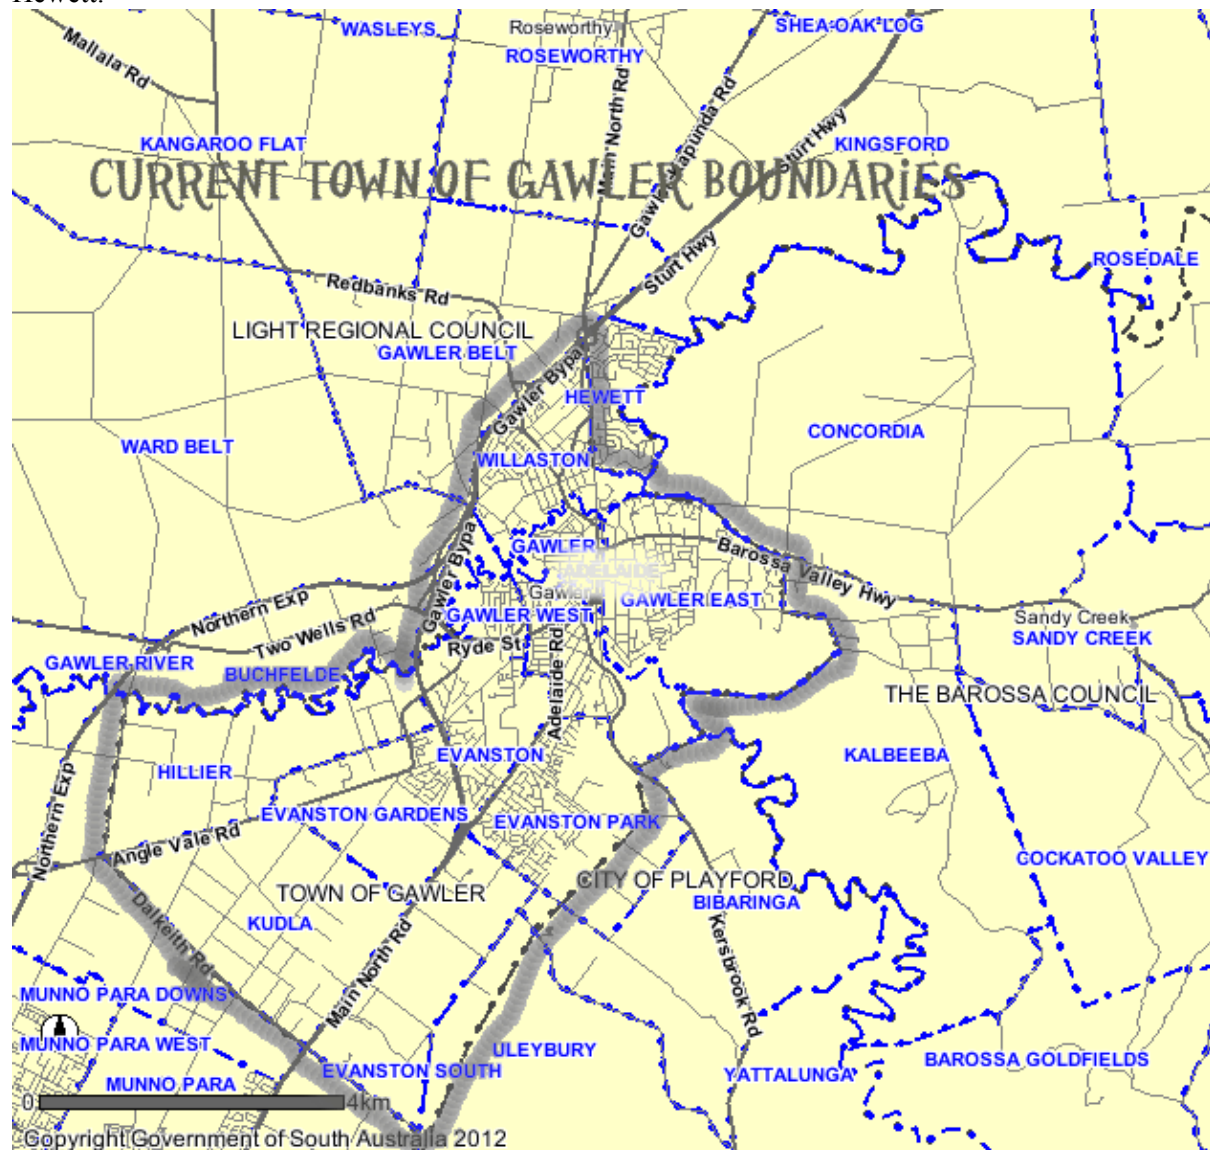 Hewett.
WASLEYS
Roseworthy
SHEA-OAK LOG
Mallala Rd
ROSEWORTHY
Main North Rd
Gawler-Kapunda Rd
Sturt Hwy
KANGAROO FLAT
KINGSFORD
CURRENT TOWN OF GAWLER BOUNDARIES
ROSEDALE
Sturt Hwy
Redbanks Rd
LIGHT REGIONAL COUNCIL
GAWLER BELT
Gawler Bypa
HEWETT
CONCORDIA
WARD BELT
WILLASTON
GAWLER
Gawler Bypa
Barossa Valley Hwy
ADELAIDE
Gawler
GAWLER EAST
Northern Exp
GAWLER WEST
Two Wells Rd
Sandy Creek
SANDY CREEK
Ryde St
GAWLER RIVER
BUCHFELDE
Adelaide Rd
THE BAROSSA COUNCIL
EVANSTON
KALBEEBA
HILLIER
Northern Exp
EVANSTON GARDENS
EVANSTON PARK
Angle Vale Rd
COCKATOO VALLEY
CITY OF PLAYFORD
TOWN OF GAWLER
BIBARINGA
KUDLA
Dalkeith Rd
Main North Rd
Kersbrook Rd
MUNNO PARA DOWNS
MUNNO PARA WEST
ULEYBURY
BAROSSA GOLDFIELDS
EVANSTON SOUTH
YATTALUNGA
MUNNO PARA
0 4km
Copyright Government of South Australia 2012